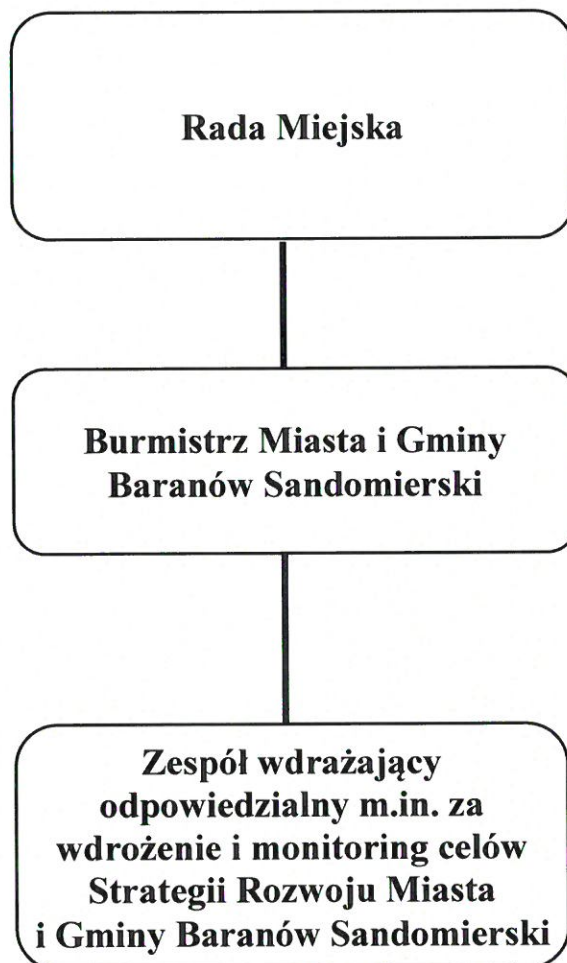 Rada Miejska
Burmistrz Miasta i Gminy
Baranów Sandomierski
Zespół wdrażający
odpowiedzialny m.in. za
wdrożenie i monitoring celów
Strategii Rozwoju Miasta
i Gminy Baranów Sandomierski